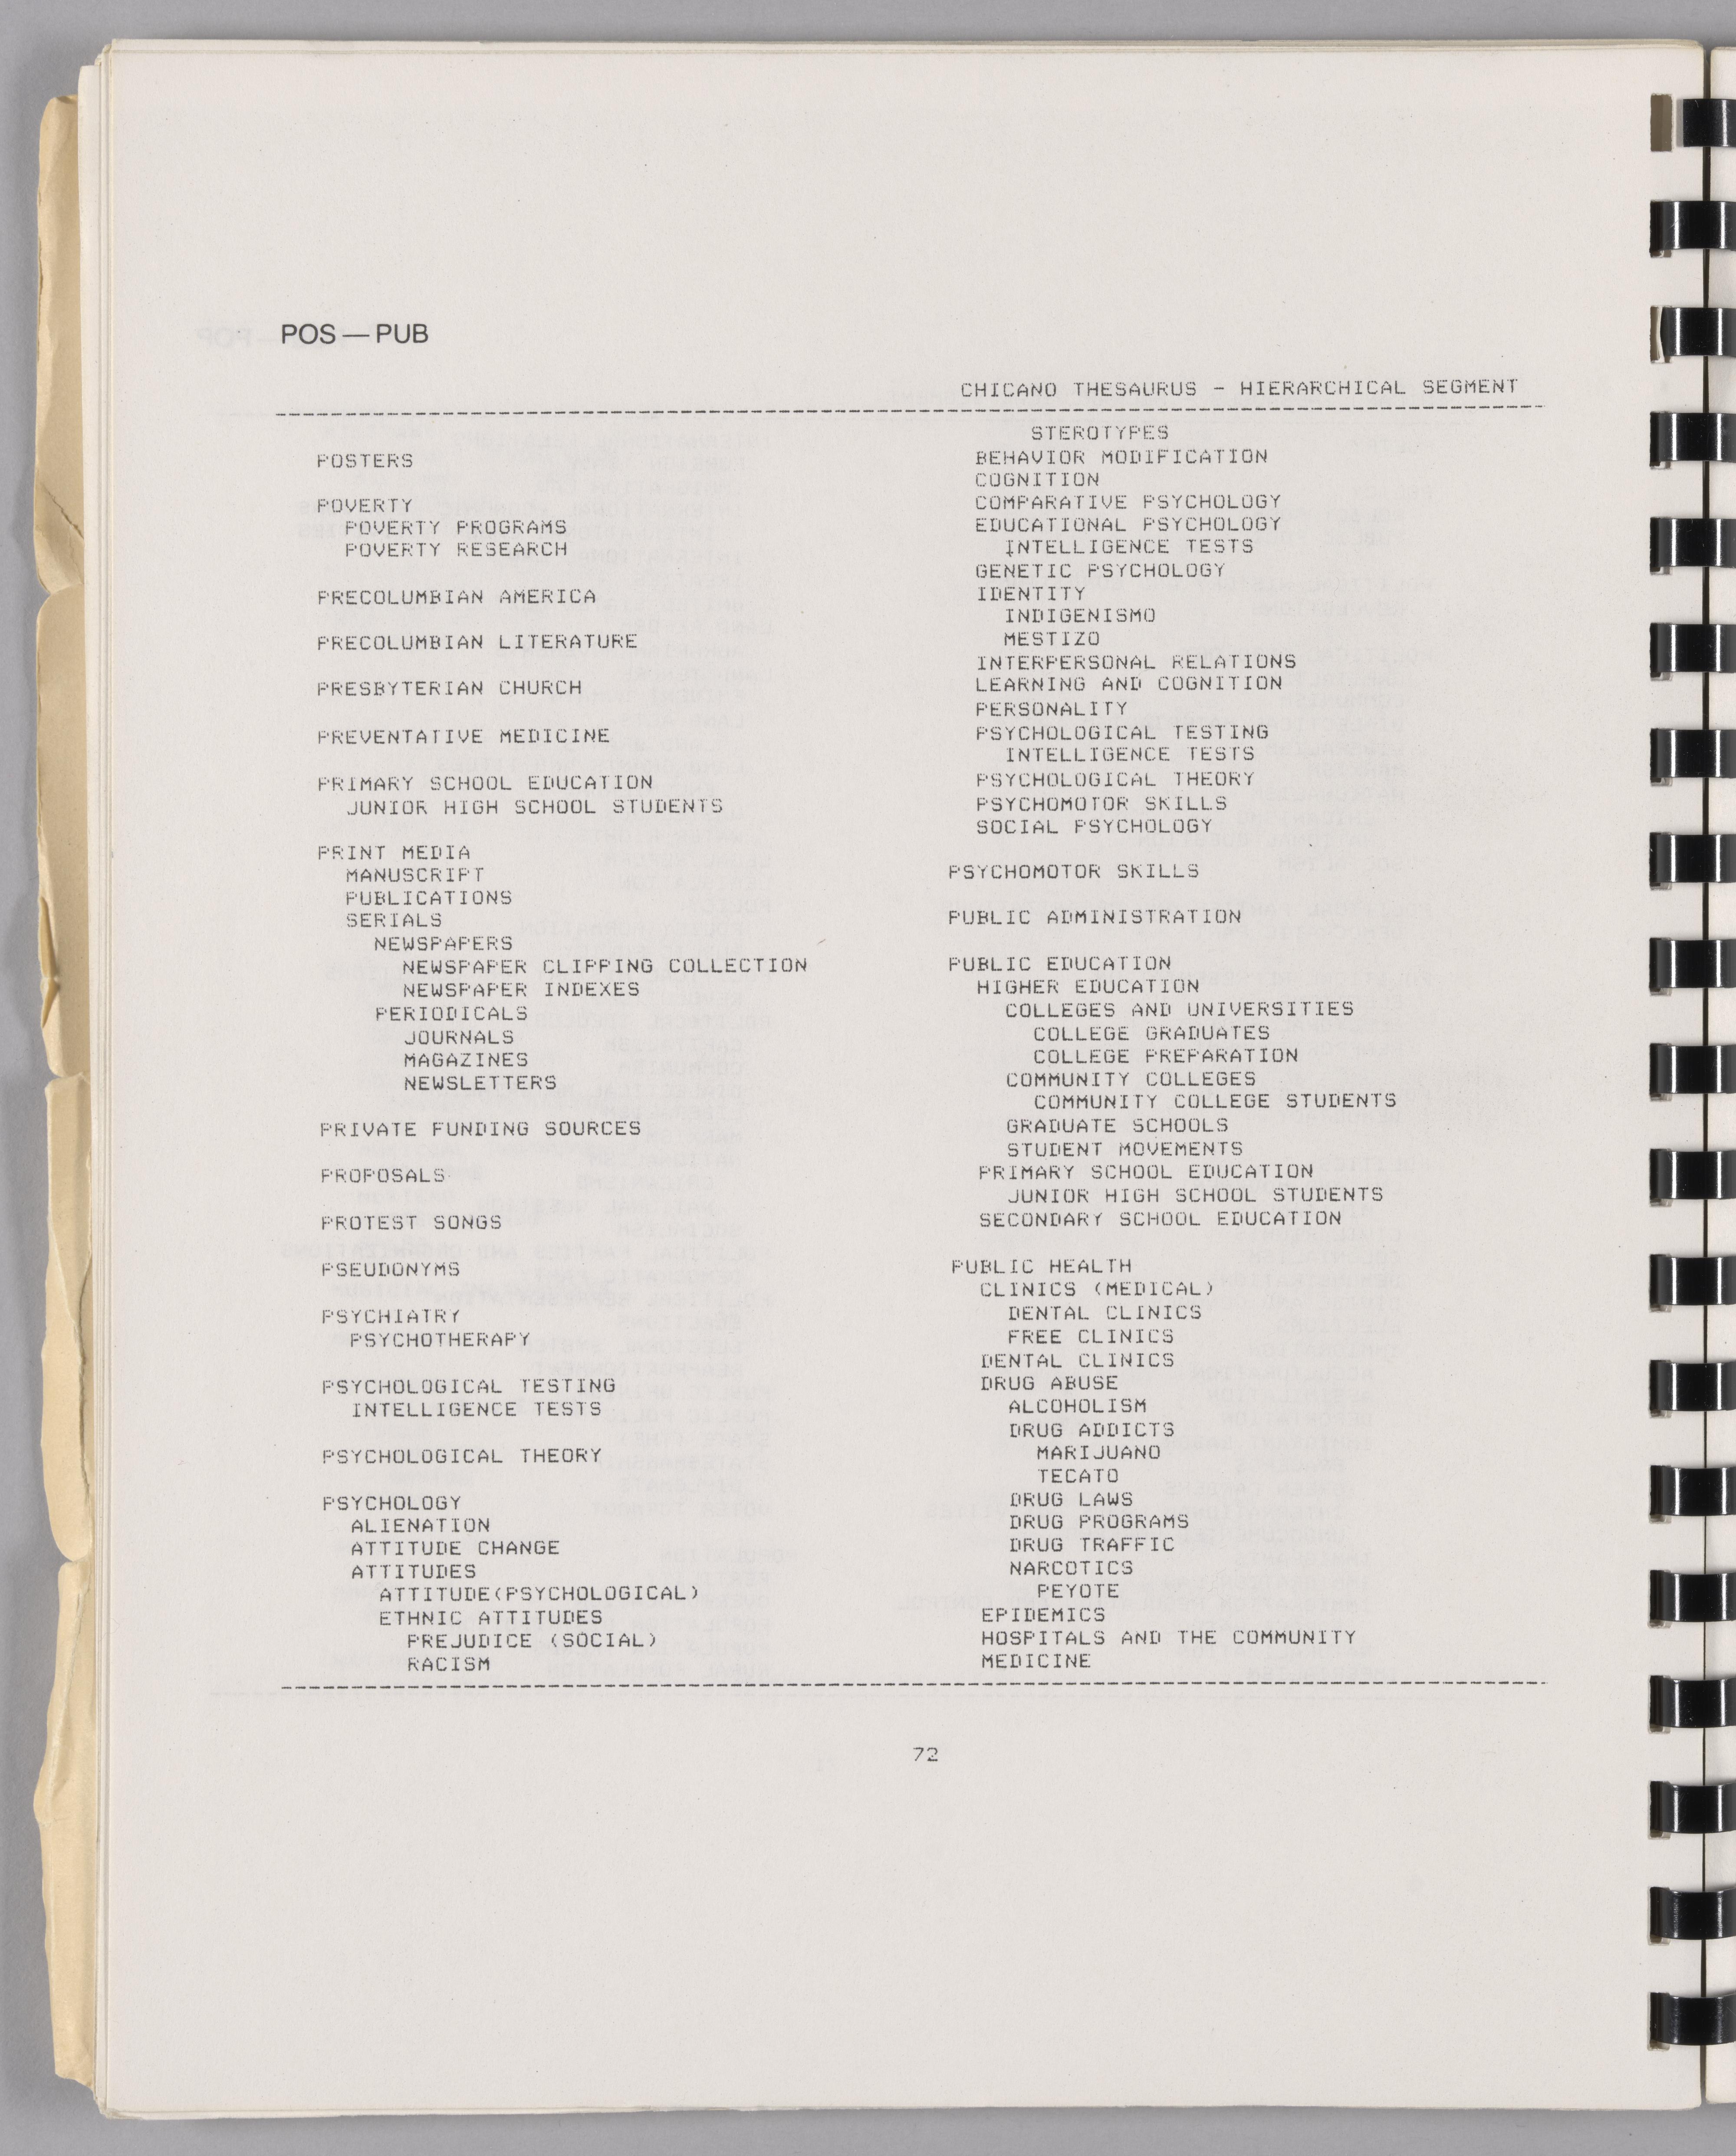 POS — PUB
CHICANO THESAURUS - HIERARCHICAL SEGMENT
POSTERS
POVERTY
POVERTY PROGRAMS
POVERTY RESEARCH
PRECOLUMBIAN AMERICA
PRECOLUMBIAN LITERATURE
PRESBYTERIAN CHURCH
PREVENTATIVE MEDICINE
PRIMARY SCHOOL EDUCATION
JUNIOR HIGH SCHOOL STUDENTS
PRINT MEDIA
MANUSCRIPT
PUBLICATIONS
SERIALS
NEWSPAPERS
NEWSPAPER CLIPPING COLLECTION
NEWSPAPER INDEXES
PERIODICALS
JOURNALS
MAGAZINES
NEWSLETTERS
PRIVATE FUNDING SOURCES
PROPOSALS
PROTEST SONGS
PSEUDONYMS
PSYCHIATRY
PSYCHOTHERAPY
PSYCHOLOGICAL TESTING
INTELLIGENCE TESTS
PSYCHOLOGICAL THEORY
PSYCHOLOGY
ALIENATION
ATTITUDE CHANGE
ATTITUDES
ATTITUDE(PSYCHOLOGICAL)
ETHNIC ATTITUDES
PREJUDICE (SOCIAL)
RACISM
STEROTYPES
BEHAVIOR MODIFICATION
COGNITION
COMPARATIVE PSYCHOLOGY
EDUCATIONAL PSYCHOLOGY
INTELLIGENCE TESTS
GENETIC PSYCHOLOGY
IDENTITY
INDIGENISMO
MESTIZO
INTERPERSONAL RELATIONS
LEARNING AND COGNITION
PERSONALITY
PSYCHOLOGICAL TESTING
INTELLIGENCE TESTS
PSYCHOLOGICAL THEORY
PSYCHOMOTOR SKILLS
SOCIAL PSYCHOLOGY
PSYCHOMOTOR SKILLS
PUBLIC ADMINISTRATION
PUBLIC EDUCATION
HIGHER EDUCATION
COLLEGES AND UNIVERSITIES
COLLEGE GRADUATES
COLLEGE PREPARATION
COMMUNITY COLLEGES
COMMUNITY COLLEGE STUDENTS
GRADUATE SCHOOLS
STUDENT MOVEMENTS
PRIMARY SCHOOL EDUCATION
JUNIOR HIGH SCHOOL STUDENTS
SECONDARY SCHOOL EDUCATION
PUBLIC HEALTH
CLINICS (MEDICAL)
DENTAL CLINICS
FREE CLINICS
DENTAL CLINICS
DRUG ABUSE
ALCOHOLISM
DRUG ADDICTS
MARIJUANO
TECATO
DRUG LAWS
DRUG PROGRAMS
DRUG TRAFFIC
NARCOTICS
PEYOTE
EPIDEMICS
HOSPITALS AND THE COMMUNITY
MEDICINE
72